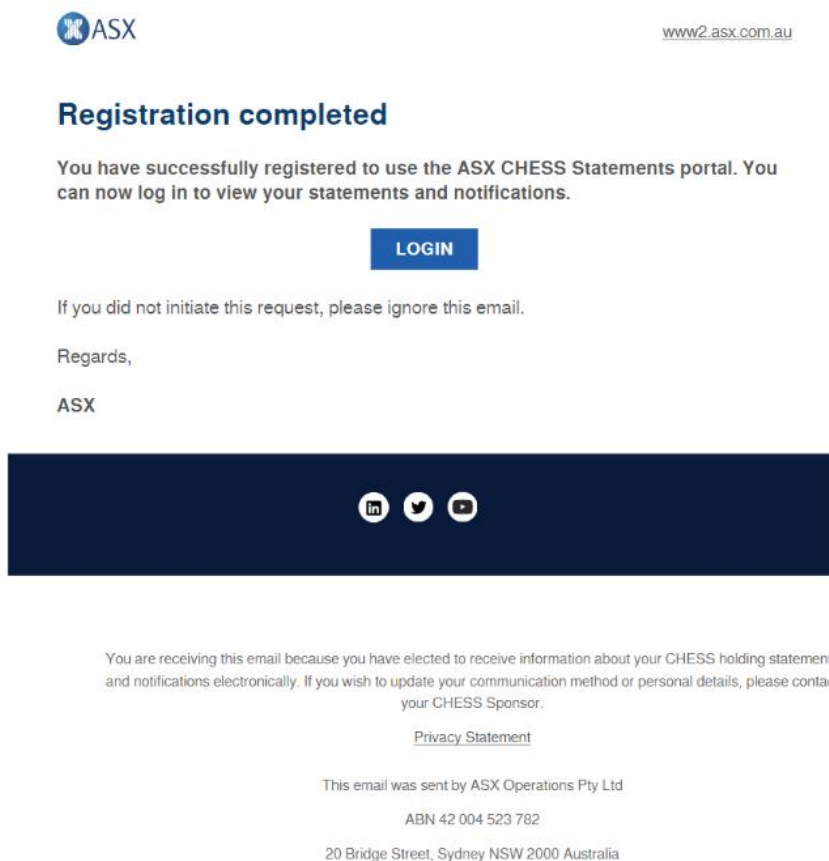 ASX
www2.asx.com.au
Registration completed
You have successfully registered to use the ASX CHESS Statements portal. You
can now log in to view your statements and notifications.
LOGIN
If you did not initiate this request, please ignore this email.
Regards,
ASX
in
You are receiving this email because you have elected to receive information about your CHESS holding statement
and notifications electronically. If you wish to update your communication method or personal details, please conta
your CHESS Sponsor.
Privacy Statement
This email was sent by ASX Operations Pty Ltd
ABN 42 004 523 782
20 Bridge Street, Sydney NSW 2000 Australia